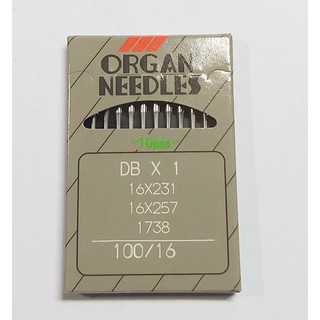 ORGAN
NEEDLES
10pcs
DB X 1
16X231
16X257
1738
100/16